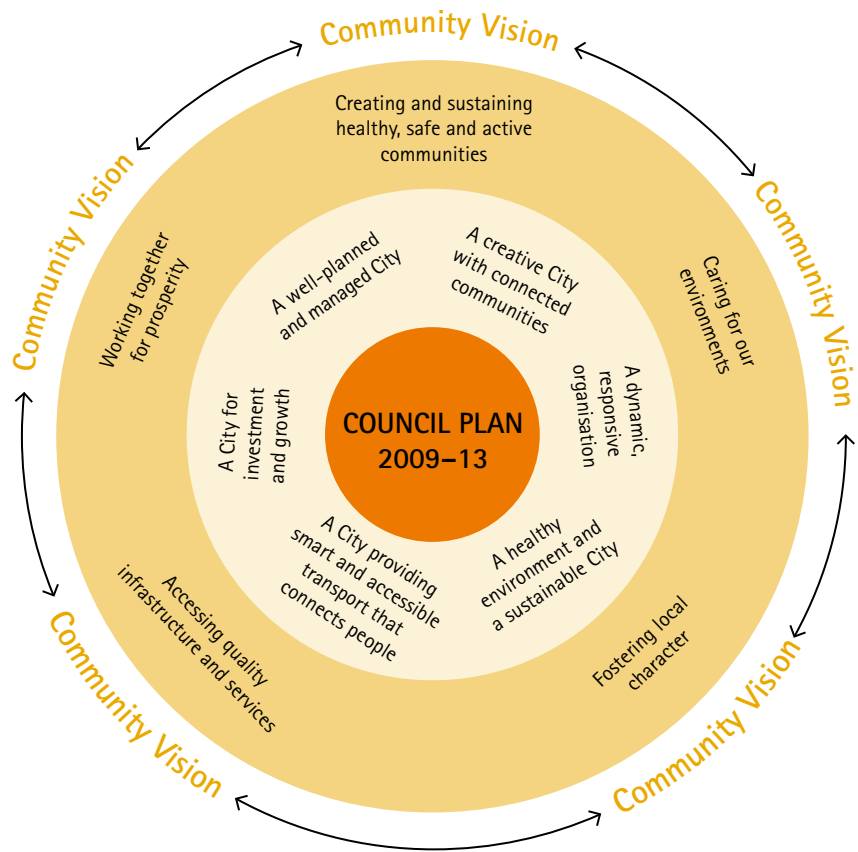 Community Vision
Community Vision
Community Vision
Community Vision
Community Vision
Creating and sustaining
healthy, safe and active
communities
Caring for our
environments
Fostering local
character
Accessing quality
infrastructure and services
Working together
for prosperity
A well-planned
and managed City
A creative City
with connected
communities
A dynamic,
responsive
organisation
A healthy
environment and
a sustainable City
A City providing
smart and accessible
transport that
connects people
A City for
investment
and growth
COUNCIL PLAN
2009–13